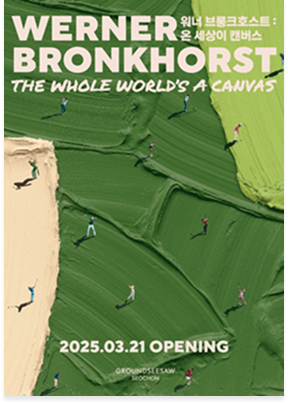 WERNER
워너 브롱크호스트 :
온 세상이 캔버스
BRONKHORST
THE WHOLE WORLD'S A CANVAS
2025.03.21 OPENING
GROUNDSEESAW
SEOCHON